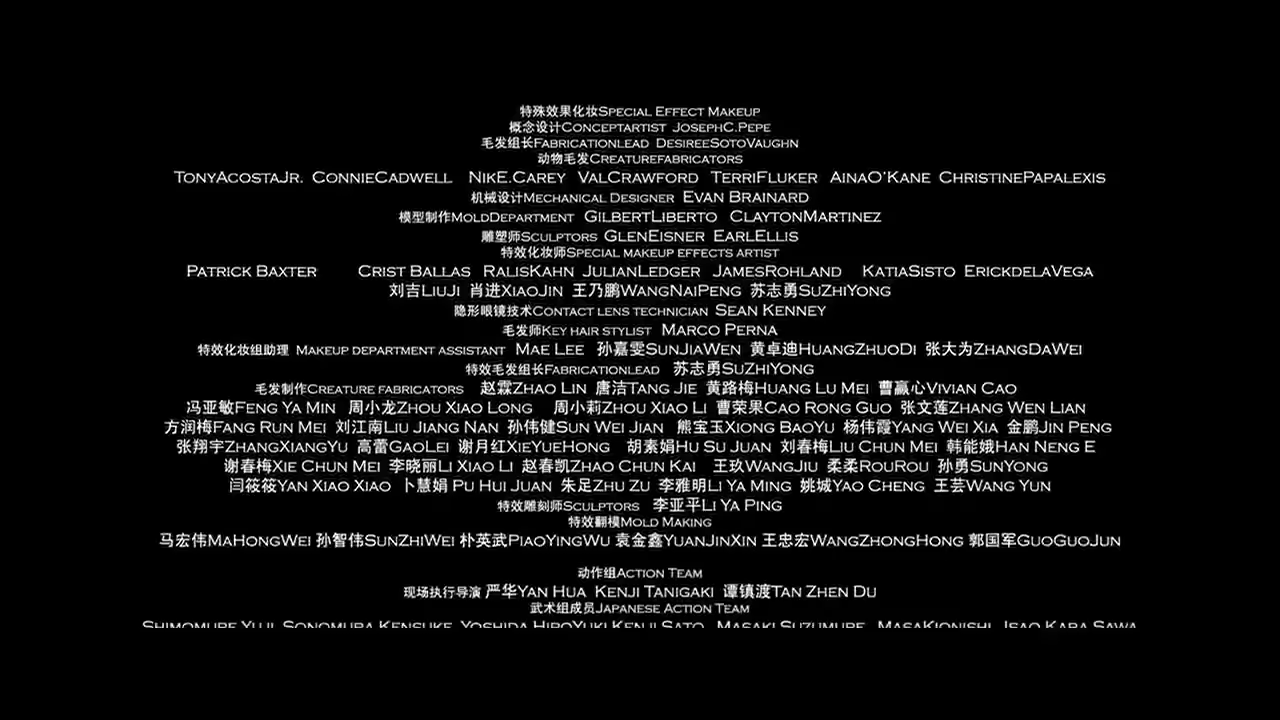 特殊效果化妆SPECIAL EFFECT MAKEUP
概念设计CONCEPTARTIST JOSEPHC.PEPE
毛发组长FABRICATIONLEAD DESIREESOTOVAUGHN
动物毛发CREATUREFABRICATORS
TONYACOSTAJR. CONNIECADWELL NIKE.CAREY VALCRAWFORD TERRIFLUKER AINAO'KANE CHRISTINEPAPALEXIS
机械设计MECHANICAL DESIGNER EVAN BRAINARD
模型制作MOLDDEPARTMENT GILBERTLIBERTO CLAYTONMARTINEZ
雕塑师SCULPTORS GLENEISNER EARLELLIS
特效化妆师SPECIAL MAKEUP EFFECTS ARTIST
PATRICK BAXTER CRIST BALLAS RALISKAHN JULIANLEDGER JAMESROHLAND KATIASISTO ERICKDELAVEGA
刘吉LIUJI 肖进XIAOJIN 王乃鹏WANGNAIPENG 苏志勇SUZHIYONG
隐形眼镜技术CONTACT LENS TECHNICIAN SEAN KENNEY
毛发师KEY HAIR STYLIST MARCO PERNA
特效化妆组助理 MAKEUP DEPARTMENT ASSISTANT MAE LEE 孙嘉雯SUNJIAWEN 黄卓迪HUANGZHUODI 张大为ZHANGDAWEI
特效毛发组长FABRICATIONLEAD 苏志勇SUZHIYONG
毛发制作CREATURE FABRICATORS 赵霖ZHAO LIN 唐洁TANG JIE 黄路梅HUANG LU MEI 曹赢心VIVIAN CAO
冯亚敏FENG YA MIN 周小龙ZHOU XIAO LONG 周小莉ZHOU XIAO LI 曹荣果CAO RONG GUO 张文莲ZHANG WEN LIAN
方润梅FANG RUN MEI 刘江南LIU JIANG NAN 孙伟健SUN WEI JIAN 熊宝玉XIONG BAOYU 杨伟霞YANG WEI XIA 金鹏JIN PENG
张翔宇ZHANGXIANGYU 高蕾GAOLEI 谢月红XIEYUEHONG 胡素娟HU SU JUAN 刘春梅LIU CHUN MEI 韩能娥HAN NENG E
谢春梅XIE CHUN MEI 李晓丽LI XIAO LI 赵春凯ZHAO CHUN KAI 王玖WANGJIU 柔柔ROUROU 孙勇SUNYONG
闫筱筱YAN XIAO XIAO 卜慧娟 PU HUI JUAN 朱足ZHU ZU 李雅明LI YA MING 姚城YAO CHENG 王芸WANG YUN
特效雕刻师SCULPTORS 李亚平LI YA PING
特效翻模MOLD MAKING
马宏伟MAHONGWEI 孙智伟SUNZHIWEI 朴英武PIAOYINGWU 袁金鑫YUANJINXIN 王忠宏WANGZHONGHONG 郭国军GUOGUOJUN
动作组ACTION TEAM
现场执行导演 严华YAN HUA KENJI TANIGAKI 谭镇渡TAN ZHEN DU
武术组成员JAPANESE ACTION TEAM
SHIMOMURE YUJI SONOMURA KENSUKE YOSHIDA HIROYUKI KENJI SATO MASAKI SUZUMURE MASAKIONISHI ISAO KARA SAWA